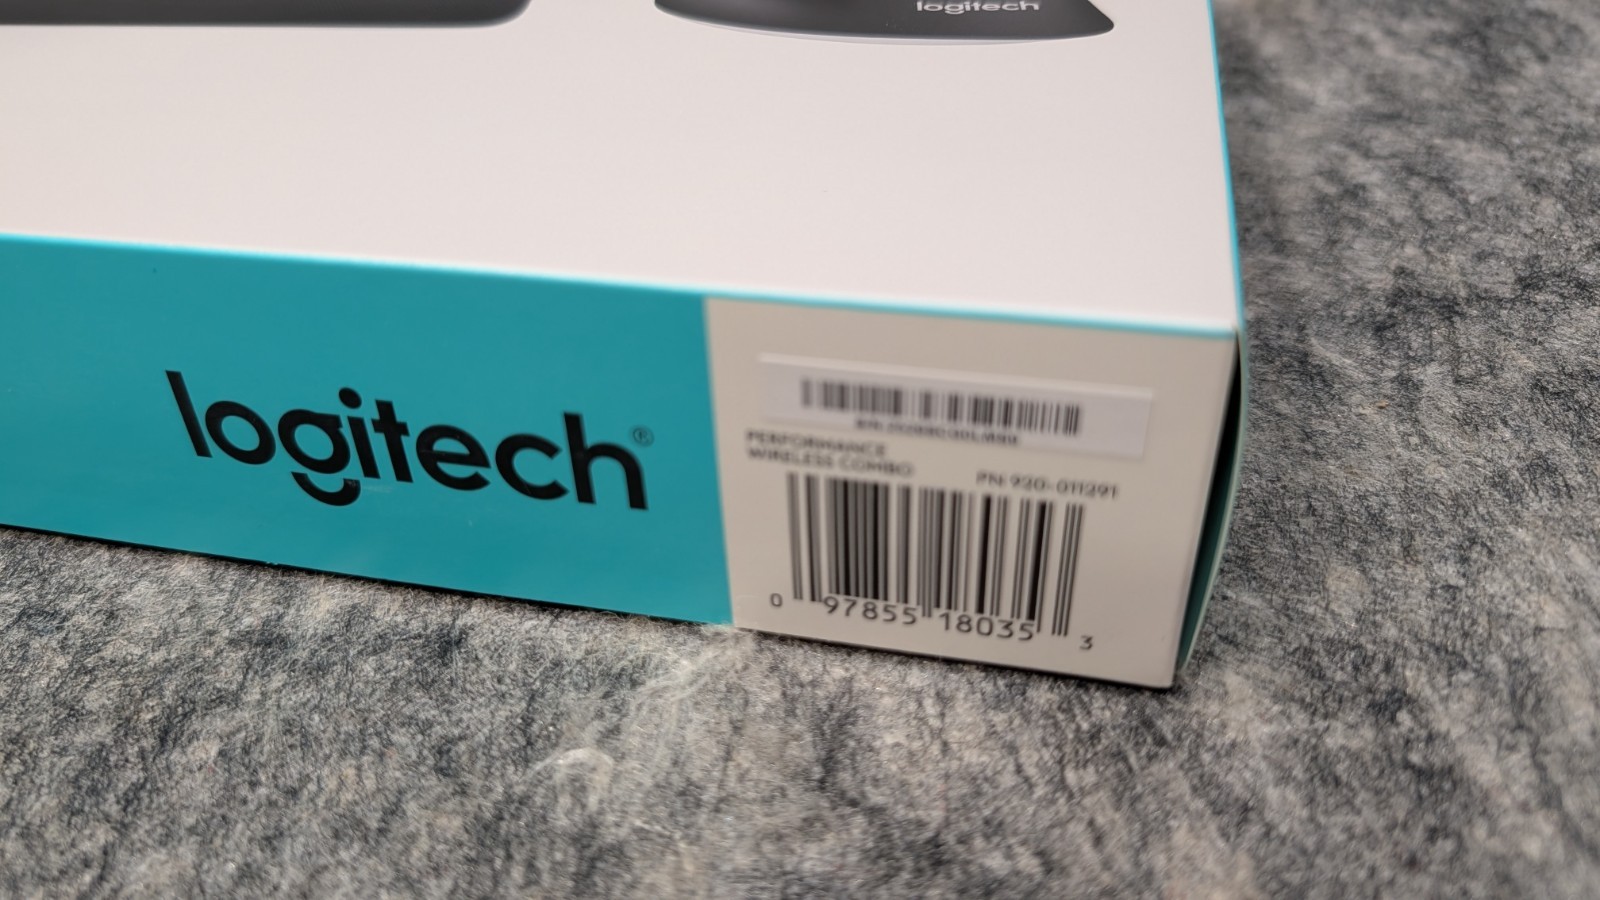 logitech
logitech®
PERFORMANCE
WIRELESS COMBO
PN 920-011291
0 97855 18035 3